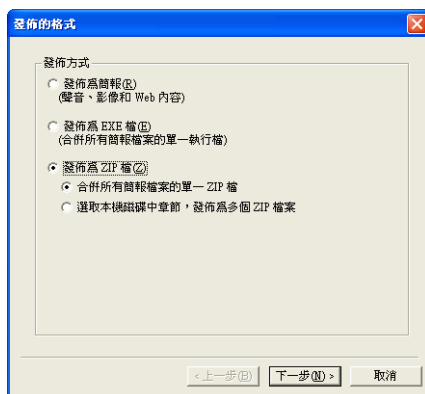 發佈的格式
發佈方式
發佈為簡報(R)
(聲音、影像和 Web 內容)
發佈為 EXE 檔(E)
(合併所有簡報檔案的單一執行檔)
發佈為 ZIP 檔(Z)
合併所有簡報檔案的單一 ZIP 檔
選取本機磁碟中章節，發佈為多個 ZIP 檔案
<上一步(B)
下一步(N) >
取消